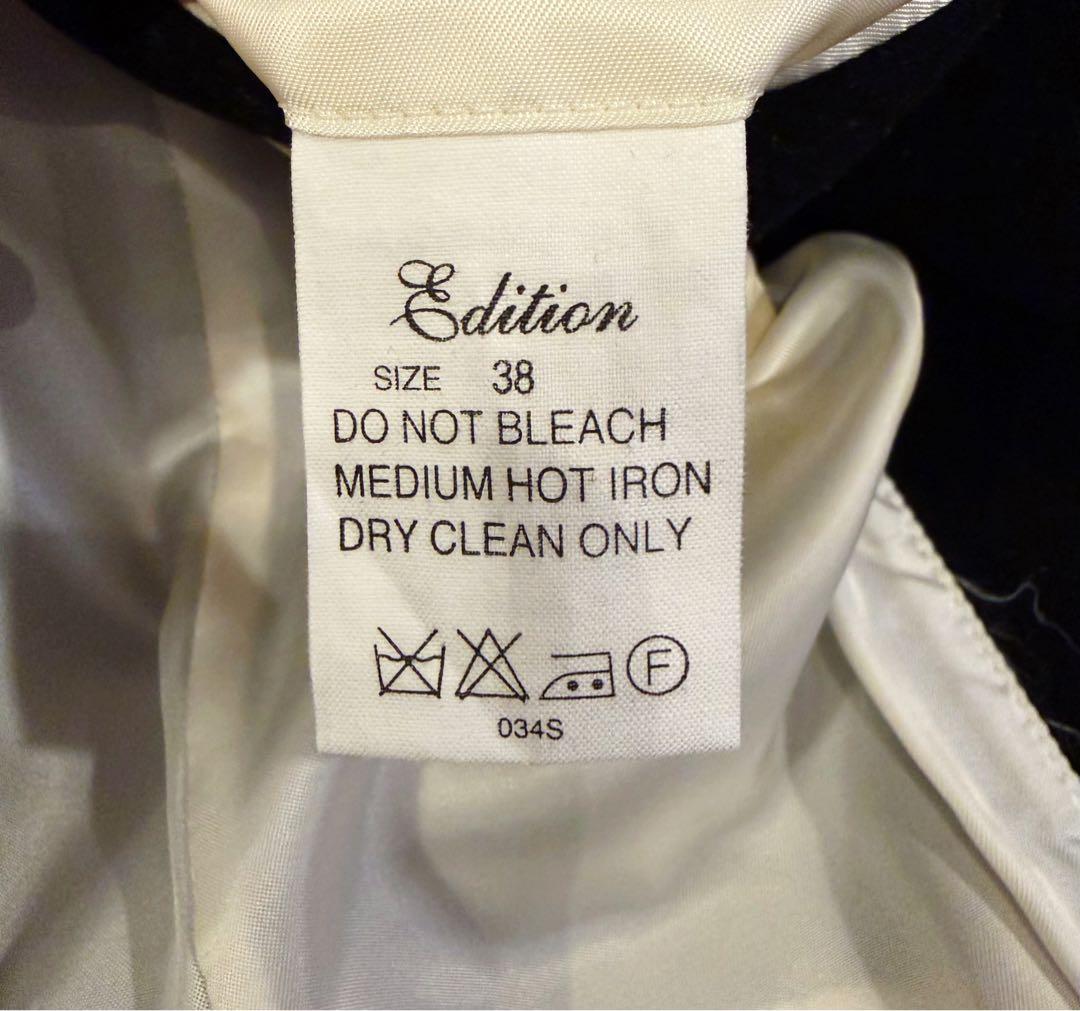 Edition
SIZE 38
DO NOT BLEACH
MEDIUM HOT IRON
DRY CLEAN ONLY
F
034S